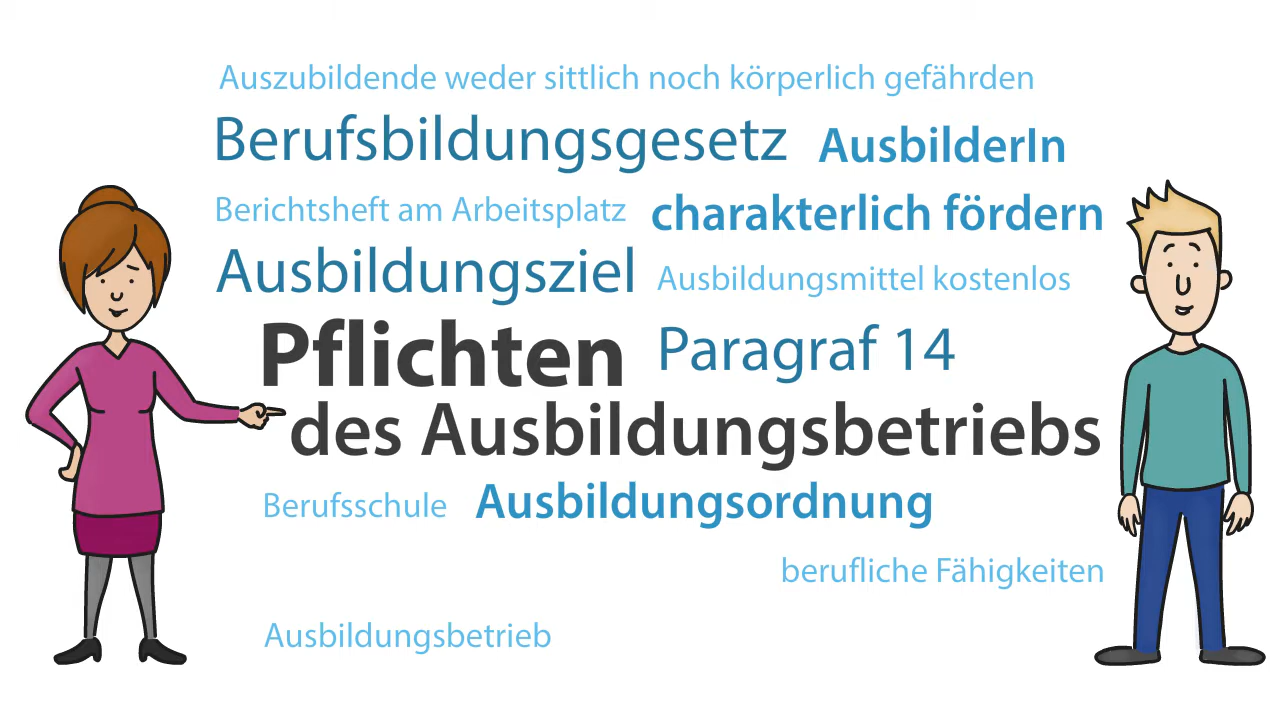 Auszubildende weder sittlich noch körperlich gefährden
Berufsbildungsgesetz AusbilderIn
Berichtsheft am Arbeitsplatz charakterlich fördern
Ausbildungsziel Ausbildungsmittel kostenlos
Pflichten Paragraf 14
des Ausbildungsbetriebs
Berufsschule Ausbildungsordnung
berufliche Fähigkeiten
Ausbildungsbetrieb